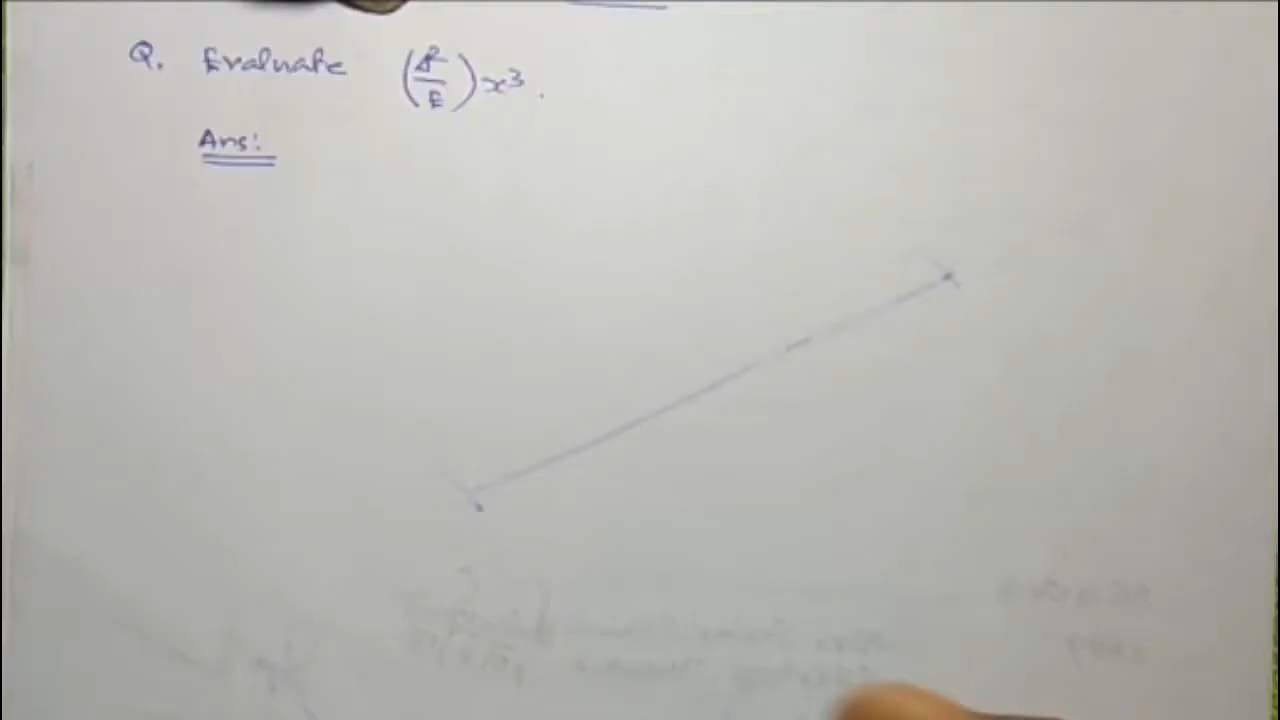 Q. Evaluate (Δ²/E)x³.
Ans: